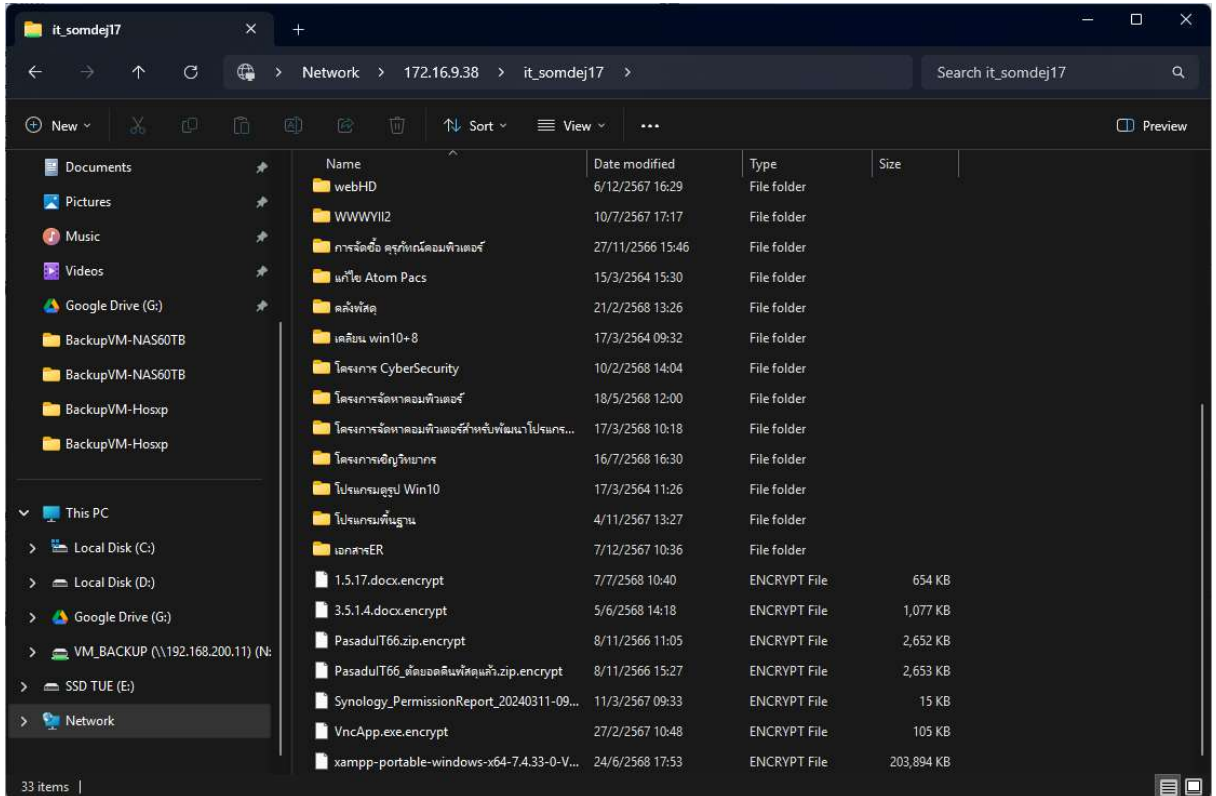 it_somdej17
Network > 172.16.9.38 > it_somdej17 >
Search it_somdej17
New
Sort
View
Preview
Documents
Pictures
Music
Videos
Google Drive (G:)
BackupVM-NAS60TB
BackupVM-NAS60TB
BackupVM-Hosxp
BackupVM-Hosxp
This PC
Local Disk (C:)
Local Disk (D:)
Google Drive (G:)
VM_BACKUP (\\192.168.200.11) (N:
SSD TUE (E:)
Network
Name Date modified Type Size
webHD 6/12/2567 16:29 File folder
WWWYII2 10/7/2567 17:17 File folder
การจัดซื้อ ครุภัทณ์คอมพิวเตอร์ 27/11/2566 15:46 File folder
แก้ไข Atom Pacs 15/3/2564 15:30 File folder
คลังพัสดุ 21/2/2568 13:26 File folder
เคลียน win10+8 17/3/2564 09:32 File folder
โครงการ CyberSecurity 10/2/2568 14:04 File folder
โครงการจัดหาคอมพิวเตอร์ 18/5/2568 12:00 File folder
โครงการจัดหาคอมพิวเตอร์สำหรับพัฒนาโปรแกร... 17/3/2568 10:18 File folder
โครงการเชิญวิทยากร 16/7/2568 16:30 File folder
โปรแกรมดูรูป Win10 17/3/2564 11:26 File folder
โปรแกรมพื้นฐาน 4/11/2567 13:27 File folder
เอกสารER 7/12/2567 10:36 File folder
1.5.17.docx.encrypt 7/7/2568 10:40 ENCRYPT File 654 KB
3.5.1.4.docx.encrypt 5/6/2568 14:18 ENCRYPT File 1,077 KB
PasaduIT66.zip.encrypt 8/11/2566 11:05 ENCRYPT File 2,652 KB
PasaduIT66_ตัดยอดคืนพัสดุแล้ว.zip.encrypt 8/11/2566 15:27 ENCRYPT File 2,653 KB
Synology_PermissionReport_20240311-09... 11/3/2567 09:33 ENCRYPT File 15 KB
VncApp.exe.encrypt 27/2/2567 10:48 ENCRYPT File 105 KB
xampp-portable-windows-x64-7.4.33-0-V... 24/6/2568 17:53 ENCRYPT File 203,894 KB
33 items